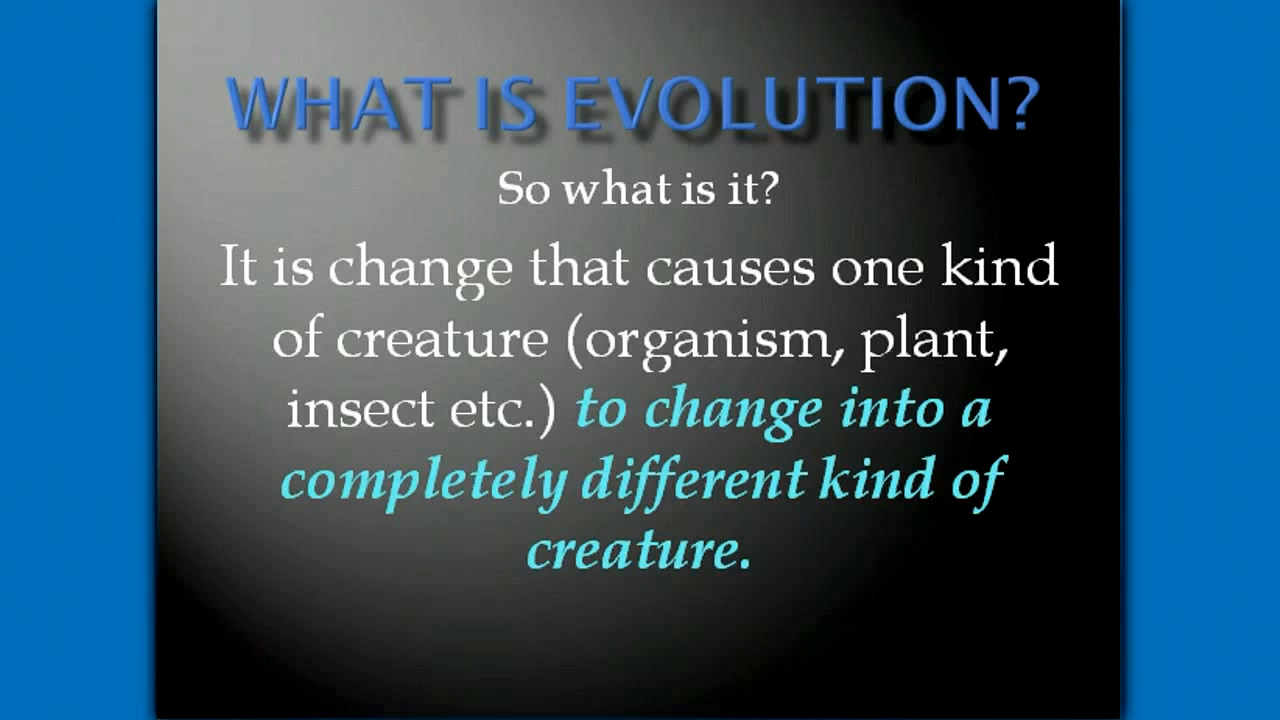 WHAT IS EVOLUTION?
So what is it?
It is change that causes one kind
of creature (organism, plant,
insect etc.) to change into a
completely different kind of
creature.